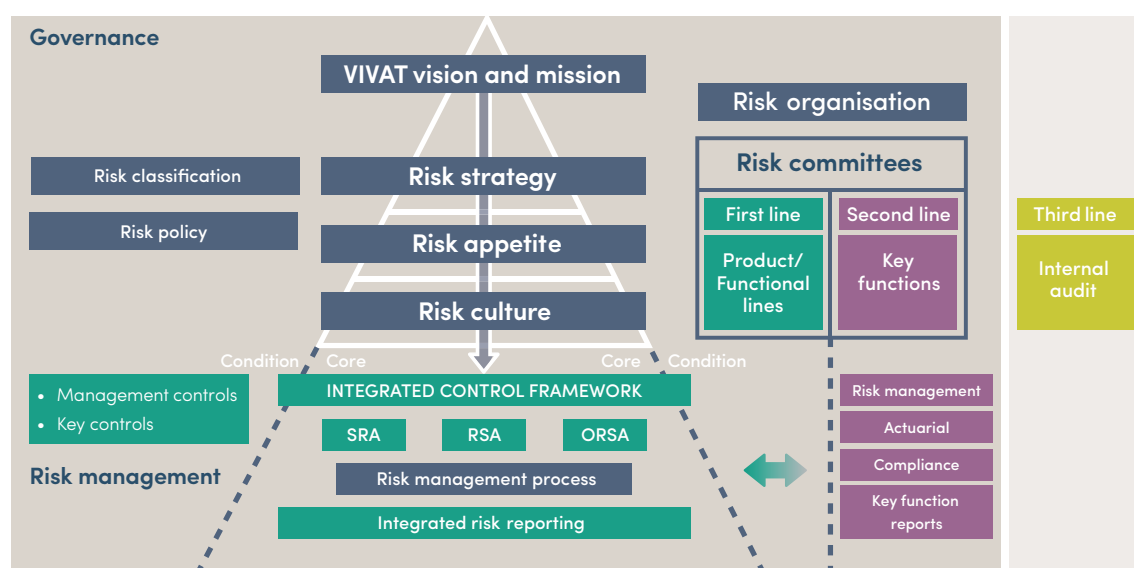 Governance
VIVAT vision and mission
Risk organisation
Risk committees
Risk classification
Risk strategy
First line
Second line
Third line
Risk policy
Risk appetite
Product/
Functional
lines
Key
functions
Internal
audit
Risk culture
Condition
Core
Core
Condition
• Management controls
• Key controls
INTEGRATED CONTROL FRAMEWORK
Risk management
SRA
RSA
ORSA
Actuarial
Risk management
Risk management process
Compliance
Integrated risk reporting
Key function
reports